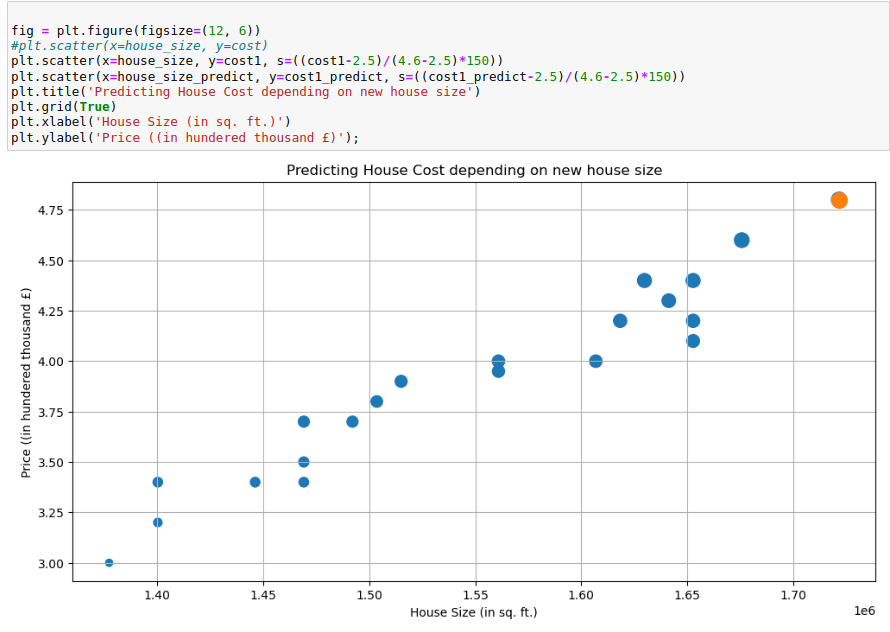 fig = plt.figure(figsize=(12, 6))
#plt.scatter(x=house_size, y=cost)
plt.scatter(x=house_size, y=cost1, s=((cost1-2.5)/(4.6-2.5)*150))
plt.scatter(x=house_size_predict, y=cost1_predict, s=((cost1_predict-2.5)/(4.6-2.5)*150))
plt.title('Predicting House Cost depending on new house size')
plt.grid(True)
plt.xlabel('House Size (in sq. ft.)')
plt.ylabel('Price ((in hundered thousand £)');
Predicting House Cost depending on new house size
Price ((in hundered thousand £)
4.75
4.50
4.25
4.00
3.75
3.50
3.25
3.00
1.40 1.45 1.50 1.55 1.60 1.65 1.70
1e6
House Size (in sq. ft.)